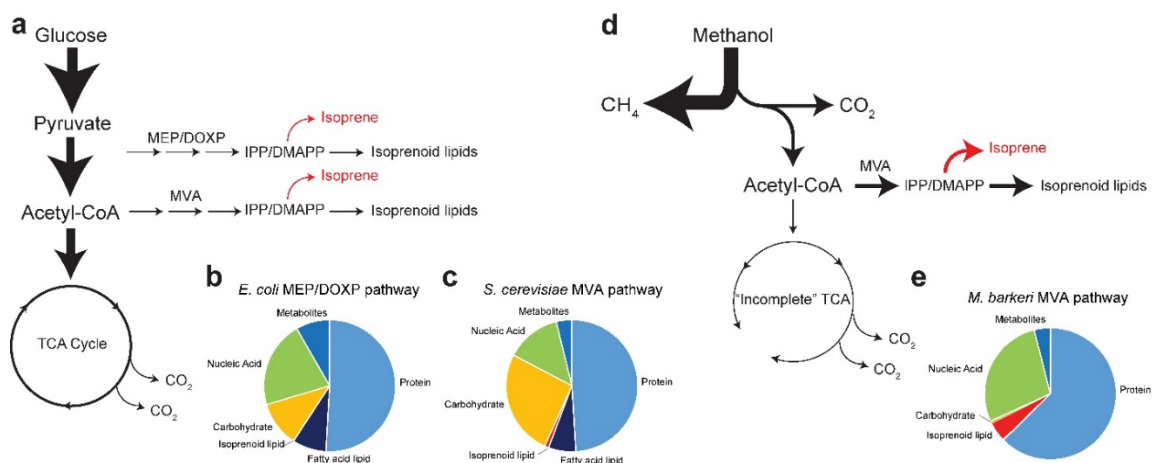 a
Glucose
Pyruvate
MEP/DOXP
IPP/DMAPP
Isoprene
Isoprenoid lipids
Acetyl-CoA
MVA
IPP/DMAPP
Isoprene
Isoprenoid lipids
TCA Cycle
CO₂
CO₂
b
E. coli MEP/DOXP pathway
Metabolites
Nucleic Acid
Protein
Carbohydrate
Isoprenoid lipid
Fatty acid lipid
c
S. cerevisiae MVA pathway
Metabolites
Nucleic Acid
Protein
Carbohydrate
Isoprenoid lipid
Fatty acid lipid
d
Methanol
CH₄
CO₂
Acetyl-CoA
MVA
IPP/DMAPP
Isoprene
Isoprenoid lipids
"Incomplete" TCA
CO₂
CO₂
e
M. barkeri MVA pathway
Metabolites
Nucleic Acid
Protein
Carbohydrate
Isoprenoid lipid